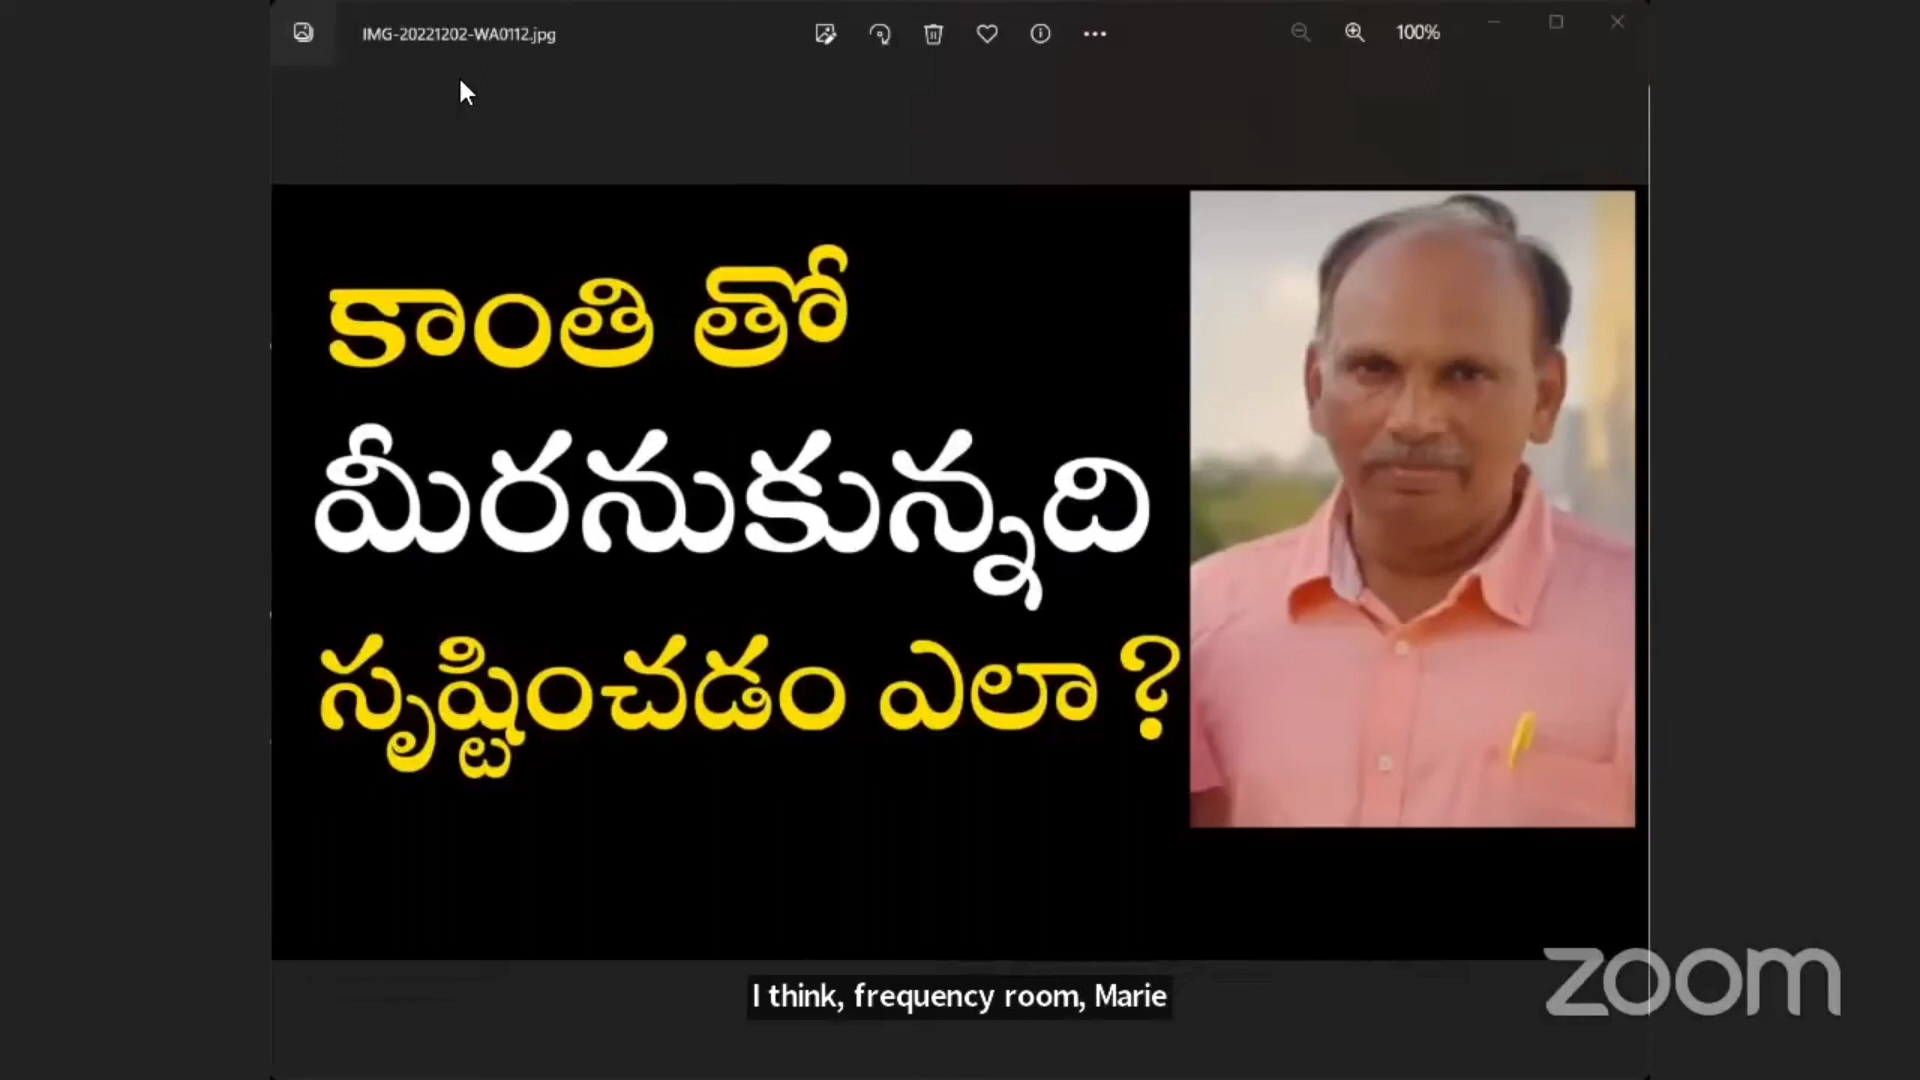 IMG-20221202-WA0112.jpg
100%
కాంతి తో
మీరనుకున్నది
సృష్టించడం ఎలా?
I think, frequency room, Marie
zoom